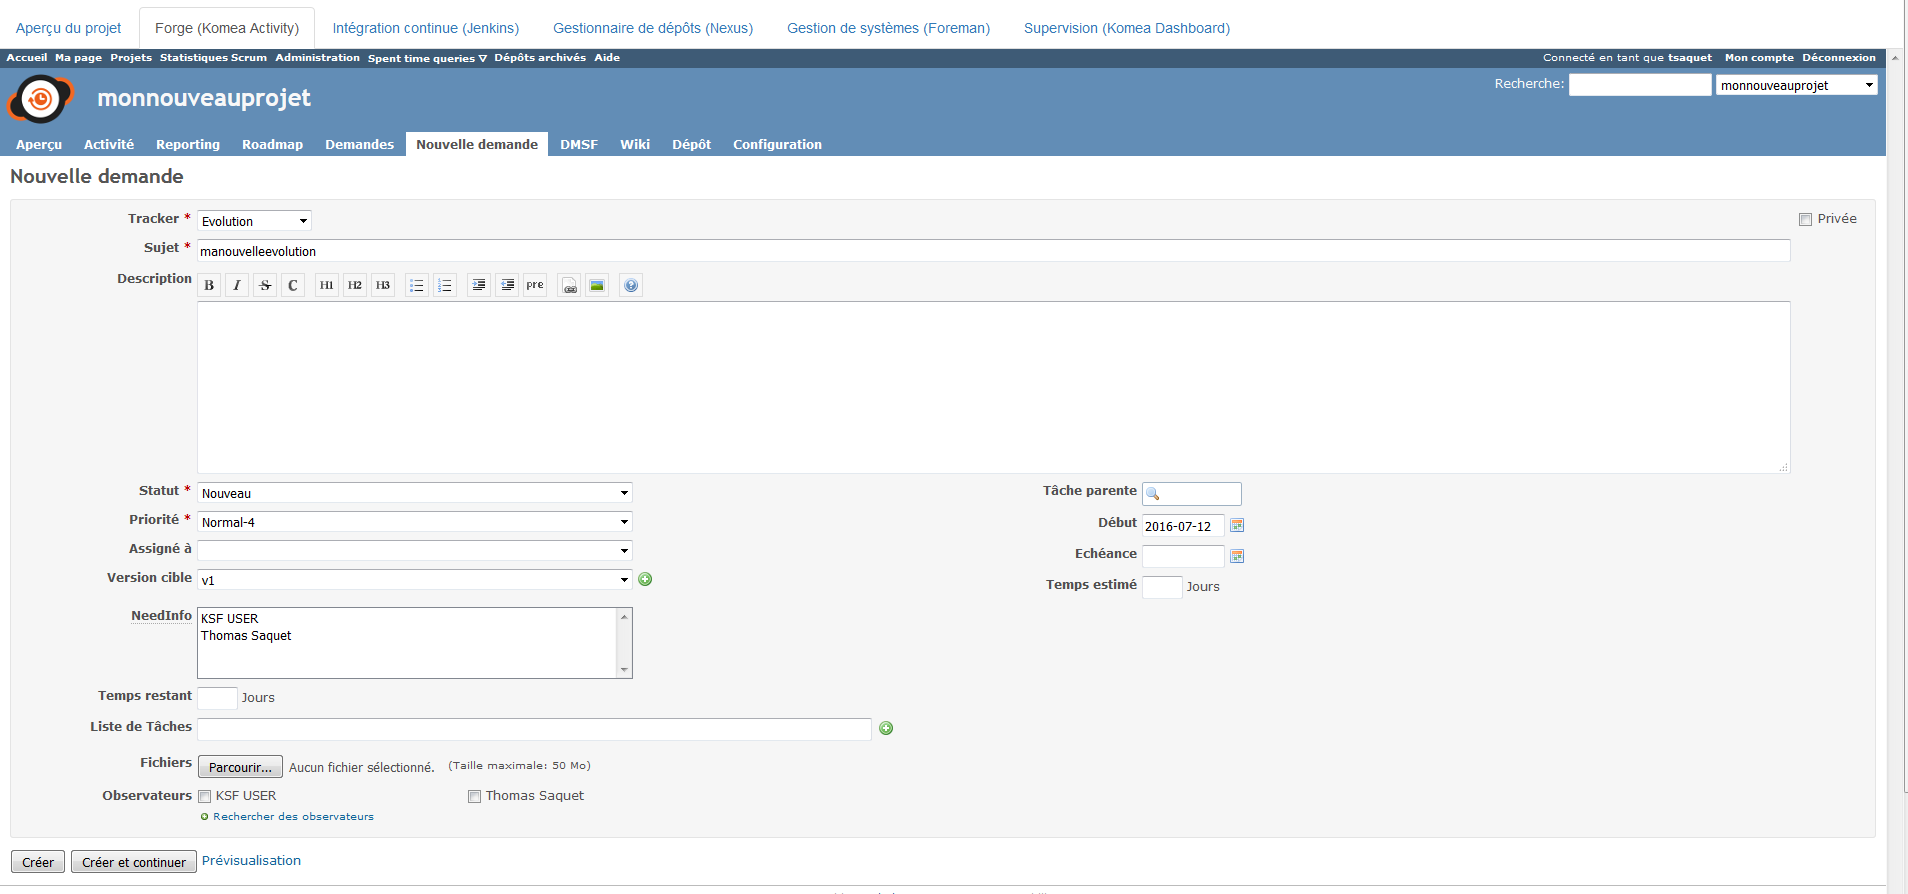 Aperçu du projet Forge (Komea Activity) Intégration continue (Jenkins) Gestionnaire de dépôts (Nexus) Gestion de systèmes (Foreman) Supervision (Komea Dashboard)
Accueil Ma page Projets Statistiques Scrum Administration Spent time queries ∇ Dépôts archivés Aide Connecté en tant que tsaquet Mon compte Déconnexion
Recherche: monnouveauprojet
monnouveauprojet
Aperçu Activité Reporting Roadmap Demandes Nouvelle demande DMSF Wiki Dépôt Configuration
Nouvelle demande
Tracker * Evolution Privée
Sujet * manouvelleevolution
Description B I S C H1 H2 H3 pre
Statut * Nouveau Tâche parente
Priorité * Normal-4 Début 2016-07-12
Assigné à Echéance
Version cible v1 Temps estimé Jours
NeedInfo KSF USER
Thomas Saquet
Temps restant Jours
Liste de Tâches
Fichiers Parcourir... Aucun fichier sélectionné. (Taille maximale: 50 Mo)
Observateurs KSF USER Thomas Saquet
Rechercher des observateurs
Créer Créer et continuer Prévisualisation